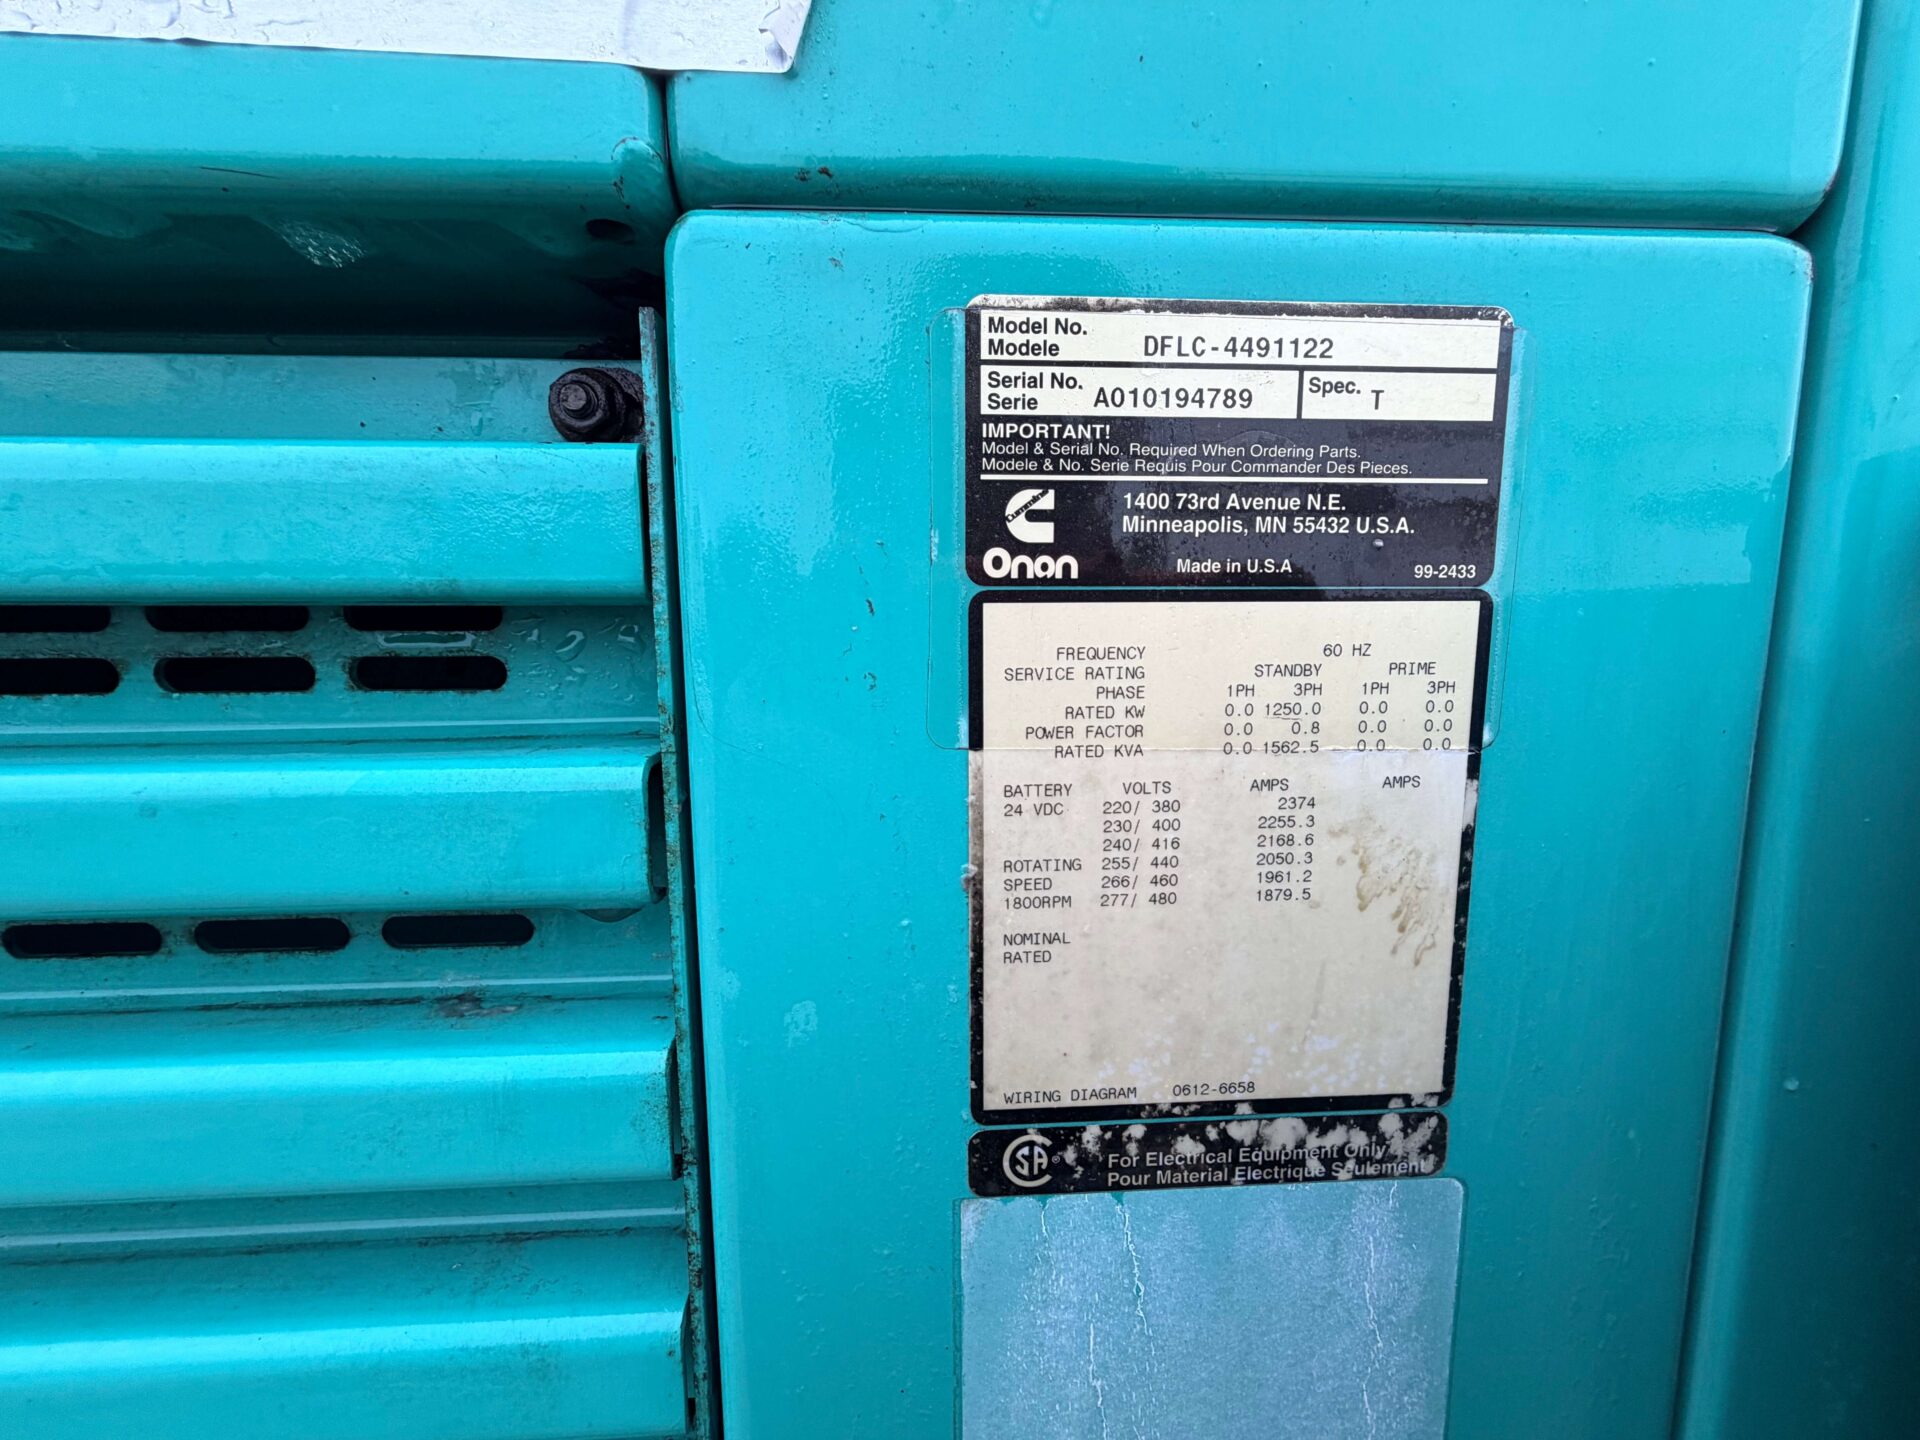 Model No.
Modele DFLC-4491122
Serial No. Spec.
Serie A010194789 T
IMPORTANT!
Model & Serial No. Required When Ordering Parts.
Modele & No. Serie Requis Pour Commander Des Pieces.
Cummins
Onan
1400 73rd Avenue N.E.
Minneapolis, MN 55432 U.S.A.
Made in U.S.A 99-2433
FREQUENCY 60 HZ
SERVICE RATING STANDBY PRIME
PHASE 1PH 3PH 1PH 3PH
RATED KW 0.0 1250.0 0.0 0.0
POWER FACTOR 0.0 0.8 0.0 0.0
RATED KVA 0.0 1562.5 0.0 0.0
BATTERY VOLTS AMPS AMPS
24 VDC 220/ 380 2374
230/ 400 2255.3
240/ 416 2168.6
ROTATING 255/ 440 2050.3
SPEED 266/ 460 1961.2
1800RPM 277/ 480 1879.5
NOMINAL
RATED
WIRING DIAGRAM 0612-6658
CSA ® For Electrical Equipment Only
Pour Material Electrique Seulement